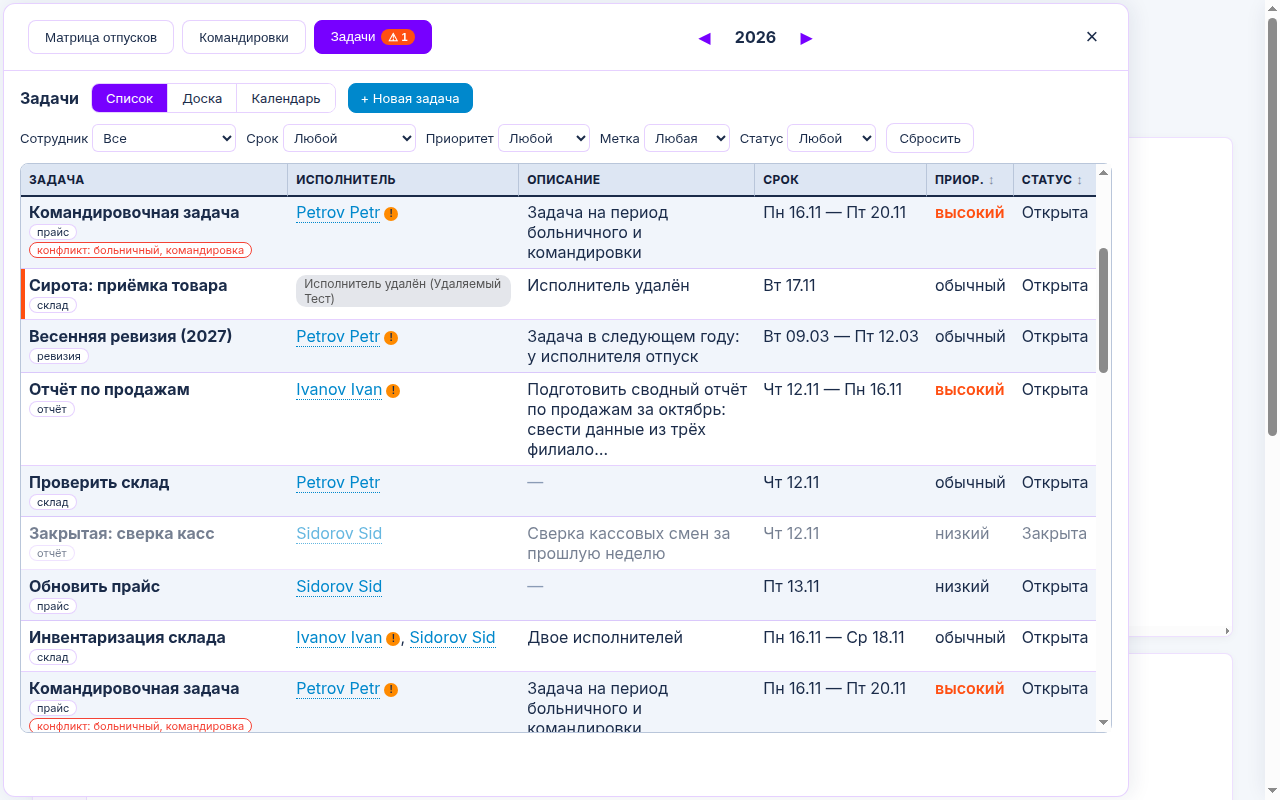 Матрица отпусков
Командировки
Задачи ⚠ 1
◀ 2026 ▶
×
Задачи
Список
Доска
Календарь
+ Новая задача
Сотрудник Все
Срок Любой
Приоритет Любой
Метка Любая
Статус Любой
Сбросить
ЗАДАЧА ИСПОЛНИТЕЛЬ ОПИСАНИЕ СРОК ПРИОР. ↕ СТАТУС ↕
Командировочная задача
прайс
конфликт: больничный, командировка
Petrov Petr !
Задача на период
больничного и
командировки
Пн 16.11 — Пт 20.11
высокий
Открыта
Сирота: приёмка товара
склад
Исполнитель удалён (Удаляемый
Тест)
Исполнитель удалён
Вт 17.11
обычный
Открыта
Весенняя ревизия (2027)
ревизия
Petrov Petr !
Задача в следующем году:
у исполнителя отпуск
Вт 09.03 — Пт 12.03
обычный
Открыта
Отчёт по продажам
отчёт
Ivanov Ivan !
Подготовить сводный отчёт
по продажам за октябрь:
свести данные из трёх
филиало…
Чт 12.11 — Пн 16.11
высокий
Открыта
Проверить склад
склад
Petrov Petr
—
Чт 12.11
обычный
Открыта
Закрытая: сверка касс
отчёт
Sidorov Sid
Сверка кассовых смен за
прошлую неделю
Чт 12.11
низкий
Закрыта
Обновить прайс
прайс
Sidorov Sid
—
Пт 13.11
низкий
Открыта
Инвентаризация склада
склад
Ivanov Ivan !, Sidorov Sid
Двое исполнителей
Пн 16.11 — Ср 18.11
обычный
Открыта
Командировочная задача
прайс
конфликт: больничный, командировка
Petrov Petr !
Задача на период
больничного и
командировки
Пн 16.11 — Пт 20.11
высокий
Открыта